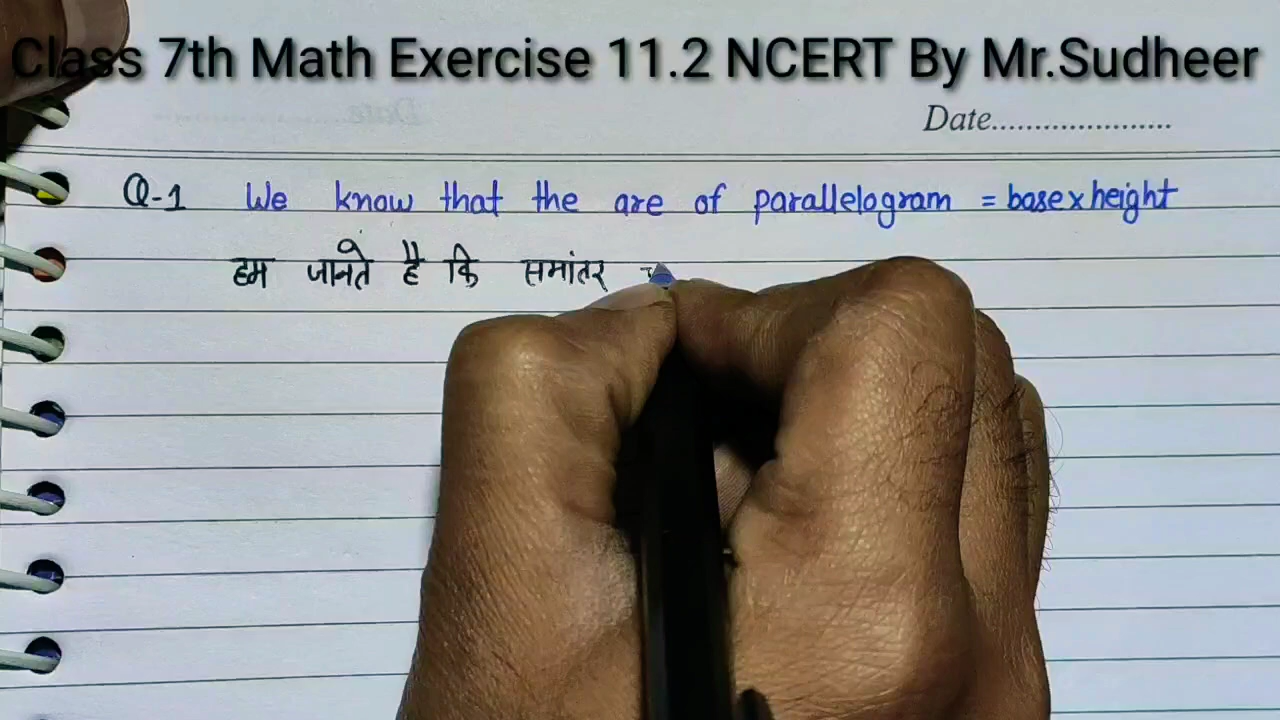 Class 7th Math Exercise 11.2 NCERT By Mr.Sudheer
Date.....................
Q-1 We know that the are of parallelogram = base x height
हम जानते है कि समांतर